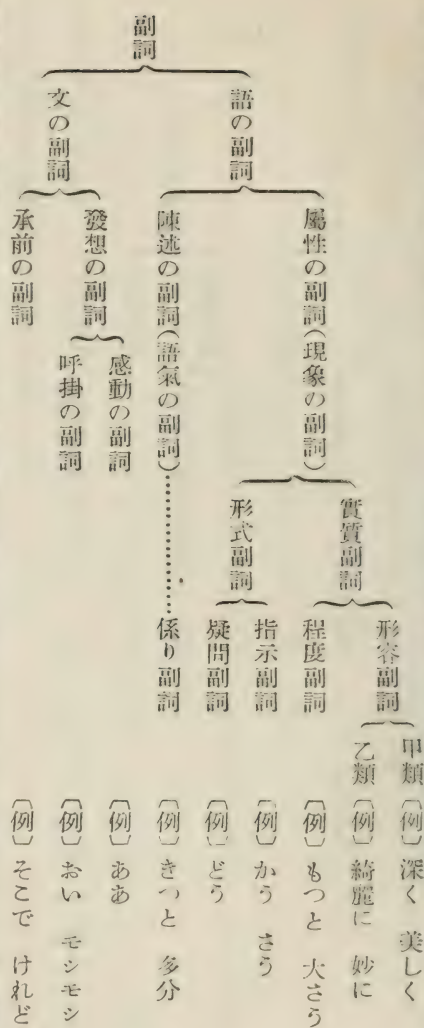 副詞
語の副詞
文の副詞
屬性の副詞(現象の副詞)
陳述の副詞(語氣の副詞)………………係り副詞
發想の副詞
承前の副詞
感動の副詞
呼掛の副詞
實質副詞
形式副詞
形容副詞
程度副詞
指示副詞
疑問副詞
甲類〔例〕深く 美しく
乙類〔例〕綺麗に 妙に
〔例〕もつと 大さう
〔例〕かう さう
〔例〕どう
〔例〕きつと 多分
〔例〕ああ
〔例〕おい モシモシ
〔例〕そこで けれど